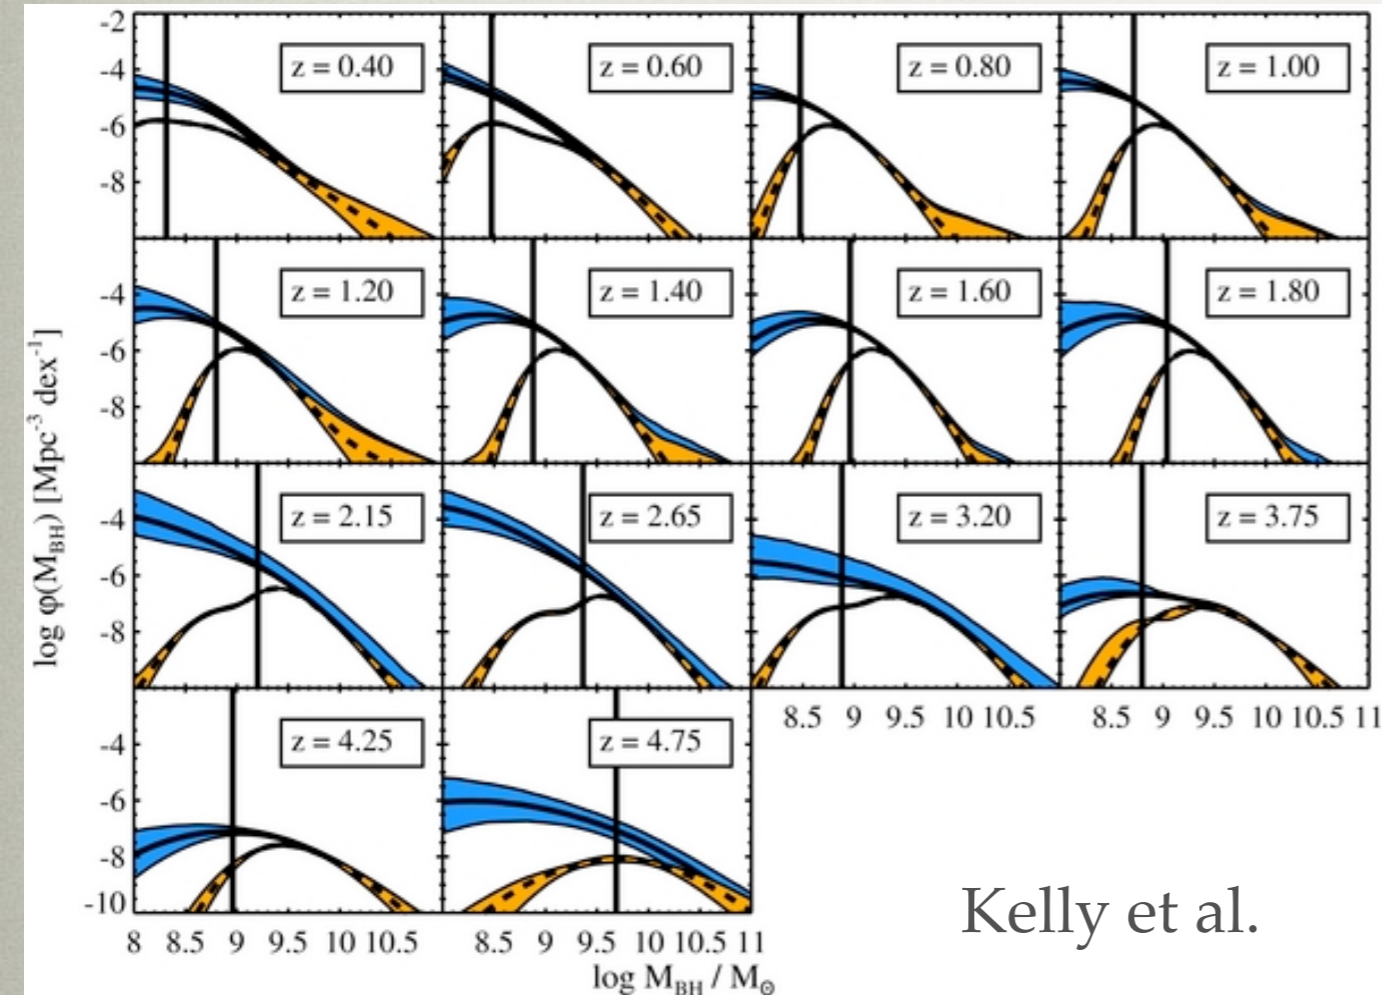 -2
-4
-6
-8
z = 0.40
z = 0.60
z = 0.80
z = 1.00
-4
-6
-8
z = 1.20
z = 1.40
z = 1.60
z = 1.80
-4
-6
-8
z = 2.15
z = 2.65
z = 3.20
z = 3.75
8.5 9 9.5 10 10.5
8.5 9 9.5 10 10.5 11
-4
-6
-8
-10
z = 4.25
z = 4.75
8 8.5 9 9.5 10 10.5
8.5 9 9.5 10 10.5 11
log φ(M_BH) [Mpc⁻³ dex⁻¹]
log M_BH / M_⊙
Kelly et al.